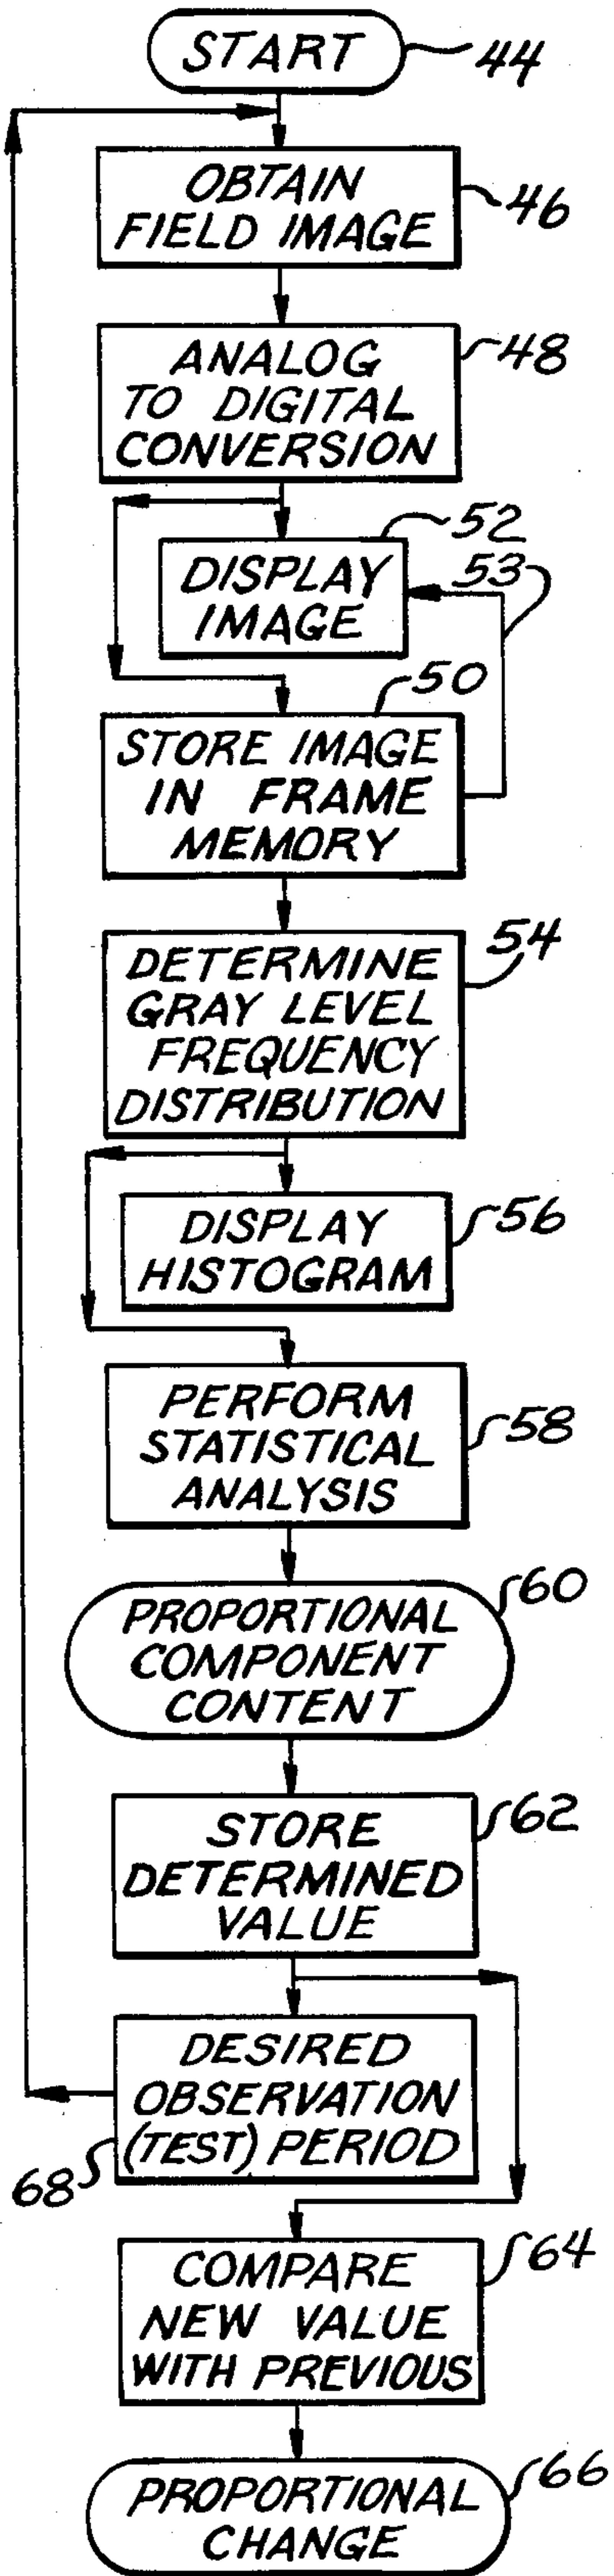 START
44
OBTAIN
FIELD IMAGE
46
ANALOG
TO DIGITAL
CONVERSION
48
52
DISPLAY
IMAGE
53
50
STORE IMAGE
IN FRAME
MEMORY
54
DETERMINE
GRAY LEVEL
FREQUENCY
DISTRIBUTION
DISPLAY
HISTOGRAM
56
PERFORM
STATISTICAL
ANALYSIS
58
60
PROPORTIONAL
COMPONENT
CONTENT
62
STORE
DETERMINED
VALUE
DESIRED
OBSERVATION
(TEST) PERIOD
68
64
COMPARE
NEW VALUE
WITH PREVIOUS
66
PROPORTIONAL
CHANGE